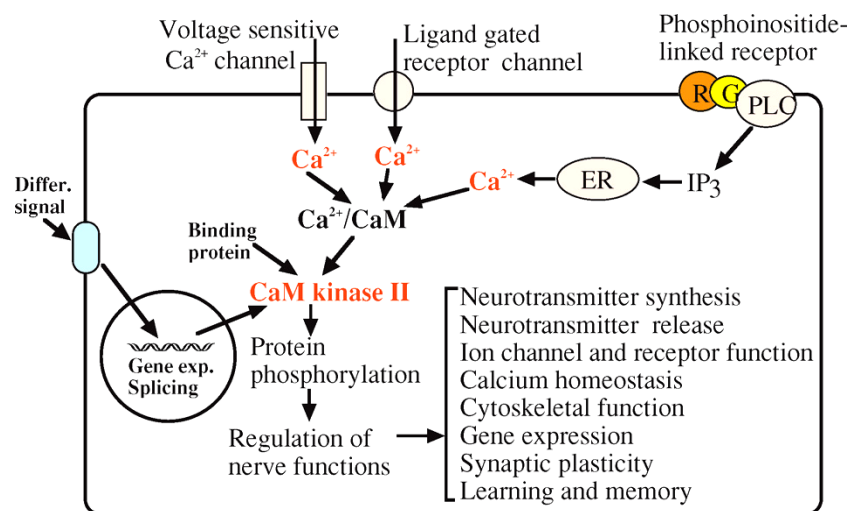 Voltage sensitive
Ca²⁺ channel
Ligand gated
receptor channel
Phosphoinositide-
linked receptor
R G PLC
Ca²⁺
Ca²⁺
Ca²⁺
ER
IP3
Differ.
signal
Ca²⁺/CaM
Binding
protein
CaM kinase II
Gene exp.
Splicing
Protein
phosphorylation
Regulation of
nerve functions
Neurotransmitter synthesis
Neurotransmitter release
Ion channel and receptor function
Calcium homeostasis
Cytoskeletal function
Gene expression
Synaptic plasticity
Learning and memory